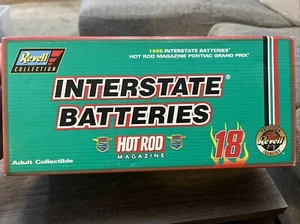 Revell
COLLECTION
1998 INTERSTATE BATTERIES®
HOT ROD MAGAZINE PONTIAC GRAND PRIX®
INTERSTATE®
BATTERIES
HOT ROD
MAGAZINE
18
Revell
Adult Collectible